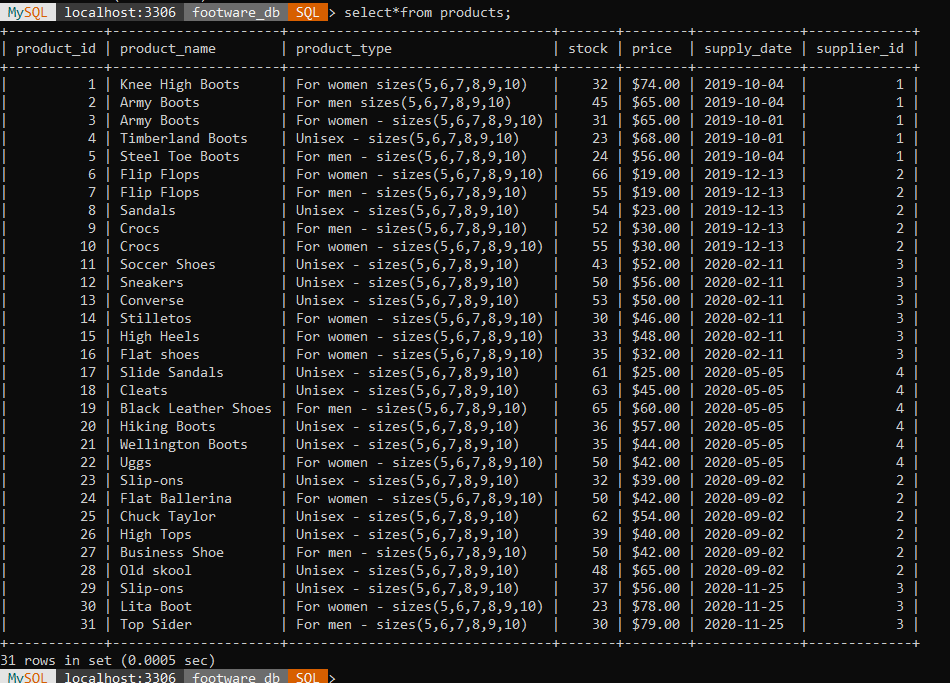 MySQL localhost:3306 footware_db SQL > select*from products;
+------------+---------------------+---------------------------------+-------+--------+-------------+-------------+
| product_id | product_name | product_type | stock | price | supply_date | supplier_id |
+------------+---------------------+---------------------------------+-------+--------+-------------+-------------+
| 1 | Knee High Boots | For women sizes(5,6,7,8,9,10) | 32 | $74.00 | 2019-10-04 | 1 |
| 2 | Army Boots | For men sizes(5,6,7,8,9,10) | 45 | $65.00 | 2019-10-04 | 1 |
| 3 | Army Boots | For women - sizes(5,6,7,8,9,10) | 31 | $65.00 | 2019-10-01 | 1 |
| 4 | Timberland Boots | Unisex - sizes(5,6,7,8,9,10) | 23 | $68.00 | 2019-10-01 | 1 |
| 5 | Steel Toe Boots | For men - sizes(5,6,7,8,9,10) | 24 | $56.00 | 2019-10-04 | 1 |
| 6 | Flip Flops | For women - sizes(5,6,7,8,9,10) | 66 | $19.00 | 2019-12-13 | 2 |
| 7 | Flip Flops | For men - sizes(5,6,7,8,9,10) | 55 | $19.00 | 2019-12-13 | 2 |
| 8 | Sandals | Unisex - sizes(5,6,7,8,9,10) | 54 | $23.00 | 2019-12-13 | 2 |
| 9 | Crocs | For men - sizes(5,6,7,8,9,10) | 52 | $30.00 | 2019-12-13 | 2 |
| 10 | Crocs | For women - sizes(5,6,7,8,9,10) | 55 | $30.00 | 2019-12-13 | 2 |
| 11 | Soccer Shoes | Unisex - sizes(5,6,7,8,9,10) | 43 | $52.00 | 2020-02-11 | 3 |
| 12 | Sneakers | Unisex - sizes(5,6,7,8,9,10) | 50 | $56.00 | 2020-02-11 | 3 |
| 13 | Converse | Unisex - sizes(5,6,7,8,9,10) | 53 | $50.00 | 2020-02-11 | 3 |
| 14 | Stilletos | For women - sizes(5,6,7,8,9,10) | 30 | $46.00 | 2020-02-11 | 3 |
| 15 | High Heels | For women - sizes(5,6,7,8,9,10) | 33 | $48.00 | 2020-02-11 | 3 |
| 16 | Flat shoes | For women - sizes(5,6,7,8,9,10) | 35 | $32.00 | 2020-02-11 | 3 |
| 17 | Slide Sandals | Unisex - sizes(5,6,7,8,9,10) | 61 | $25.00 | 2020-05-05 | 4 |
| 18 | Cleats | Unisex - sizes(5,6,7,8,9,10) | 63 | $45.00 | 2020-05-05 | 4 |
| 19 | Black Leather Shoes | For men - sizes(5,6,7,8,9,10) | 65 | $60.00 | 2020-05-05 | 4 |
| 20 | Hiking Boots | Unisex - sizes(5,6,7,8,9,10) | 36 | $57.00 | 2020-05-05 | 4 |
| 21 | Wellington Boots | Unisex - sizes(5,6,7,8,9,10) | 35 | $44.00 | 2020-05-05 | 4 |
| 22 | Uggs | For women - sizes(5,6,7,8,9,10) | 50 | $42.00 | 2020-05-05 | 4 |
| 23 | Slip-ons | Unisex - sizes(5,6,7,8,9,10) | 32 | $39.00 | 2020-09-02 | 2 |
| 24 | Flat Ballerina | For women - sizes(5,6,7,8,9,10) | 50 | $42.00 | 2020-09-02 | 2 |
| 25 | Chuck Taylor | Unisex - sizes(5,6,7,8,9,10) | 62 | $54.00 | 2020-09-02 | 2 |
| 26 | High Tops | Unisex - sizes(5,6,7,8,9,10) | 39 | $40.00 | 2020-09-02 | 2 |
| 27 | Business Shoe | For men - sizes(5,6,7,8,9,10) | 50 | $42.00 | 2020-09-02 | 2 |
| 28 | Old skool | Unisex - sizes(5,6,7,8,9,10) | 48 | $65.00 | 2020-09-02 | 2 |
| 29 | Slip-ons | Unisex - sizes(5,6,7,8,9,10) | 37 | $56.00 | 2020-11-25 | 3 |
| 30 | Lita Boot | For women - sizes(5,6,7,8,9,10) | 23 | $78.00 | 2020-11-25 | 3 |
| 31 | Top Sider | For men - sizes(5,6,7,8,9,10) | 30 | $79.00 | 2020-11-25 | 3 |
+------------+---------------------+---------------------------------+-------+--------+-------------+-------------+
31 rows in set (0.0005 sec)
MySQL localhost:3306 footware_db SQL >